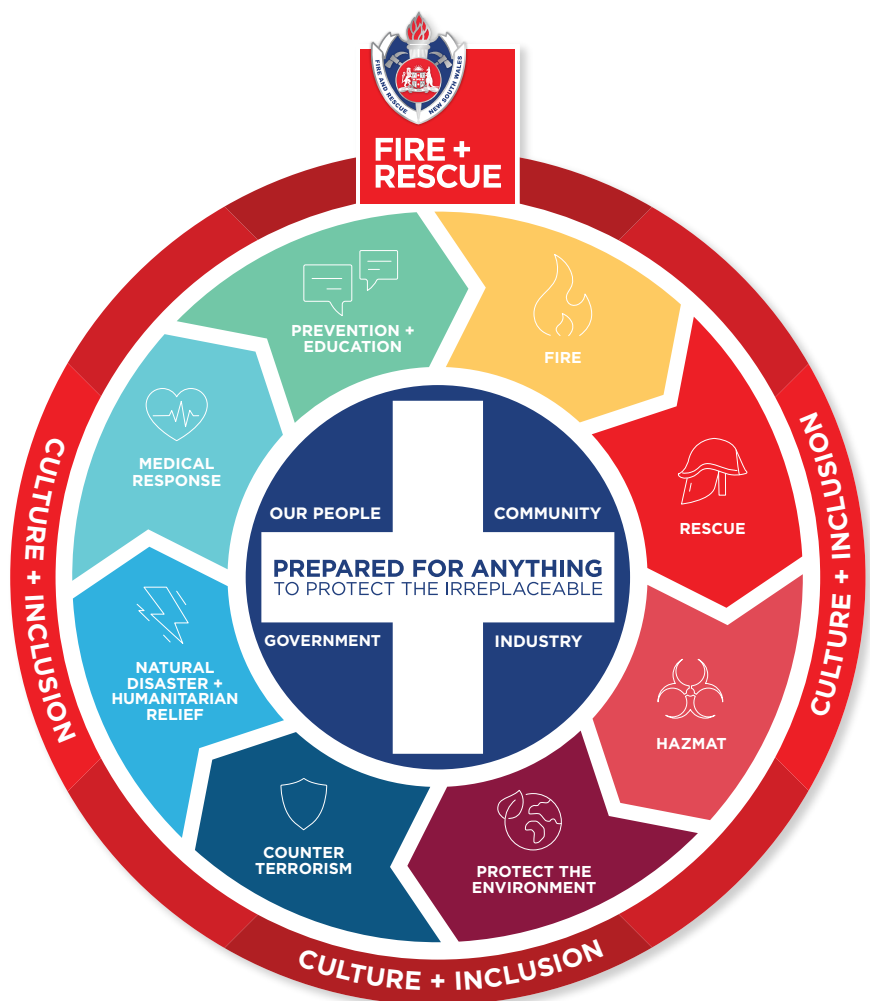 FIRE AND RESCUE
NEW SOUTH WALES
FIRE +
RESCUE
PREVENTION +
EDUCATION
FIRE
MEDICAL
RESPONSE
RESCUE
OUR PEOPLE
COMMUNITY
PREPARED FOR ANYTHING
TO PROTECT THE IRREPLACEABLE
GOVERNMENT
INDUSTRY
NATURAL
DISASTER +
HUMANITARIAN
RELIEF
HAZMAT
COUNTER
TERRORISM
PROTECT THE
ENVIRONMENT
CULTURE + INCLUSION
CULTURE + INCLUSION
CULTURE + INCLUSION